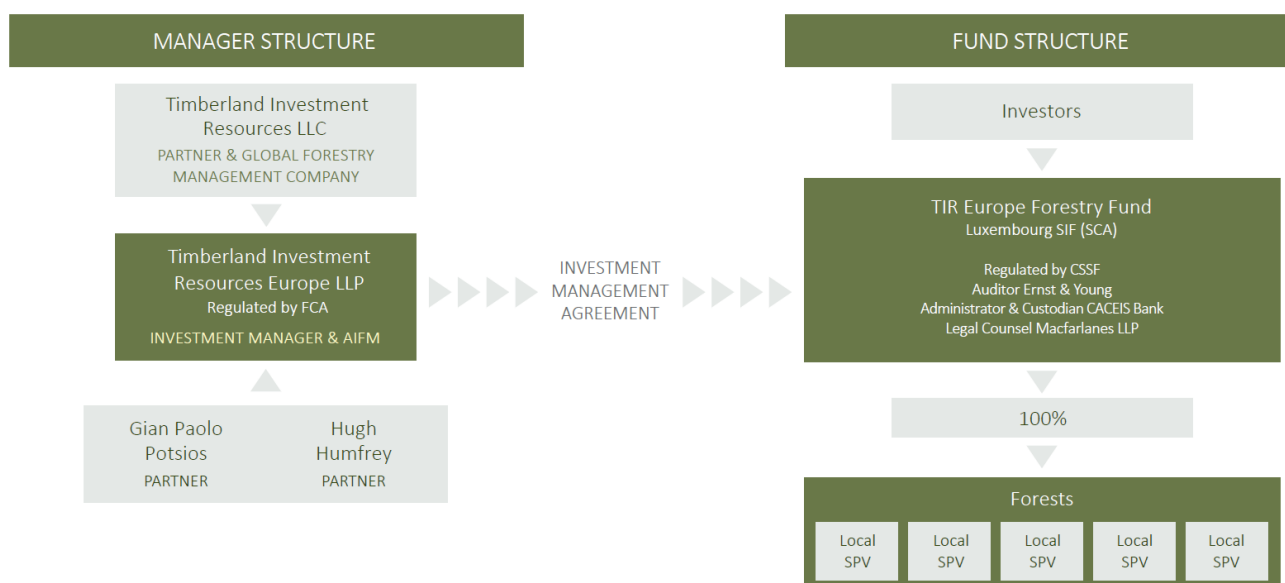 MANAGER STRUCTURE
Timberland Investment
Resources LLC
PARTNER & GLOBAL FORESTRY
MANAGEMENT COMPANY
Timberland Investment
Resources Europe LLP
Regulated by FCA
INVESTMENT MANAGER & AIFM
Gian Paolo
Potsios
PARTNER
Hugh
Humfrey
PARTNER
INVESTMENT
MANAGEMENT
AGREEMENT
FUND STRUCTURE
Investors
TIR Europe Forestry Fund
Luxembourg SIF (SCA)
Regulated by CSSF
Auditor Ernst & Young
Administrator & Custodian CACEIS Bank
Legal Counsel Macfarlanes LLP
100%
Forests
Local
SPV
Local
SPV
Local
SPV
Local
SPV
Local
SPV